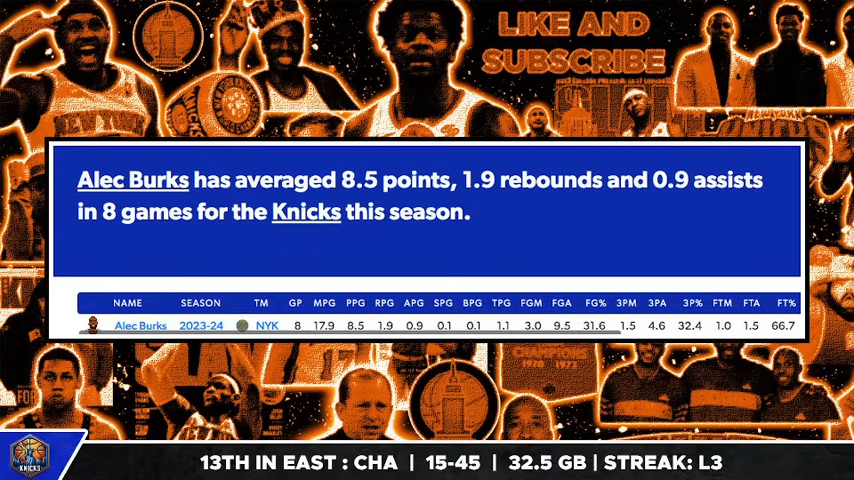 LIKE AND
SUBSCRIBE
Alec Burks has averaged 8.5 points, 1.9 rebounds and 0.9 assists
in 8 games for the Knicks this season.
NAME SEASON TM GP MPG PPG RPG APG SPG BPG TPG FGM FGA FG% 3PM 3PA 3P% FTM FTA FT%
Alec Burks 2023-24 NYK 8 17.9 8.5 1.9 0.9 0.1 0.1 1.1 3.0 9.5 31.6 1.5 4.6 32.4 1.0 1.5 66.7
KNICKS
13TH IN EAST : CHA | 15-45 | 32.5 GB | STREAK: L3